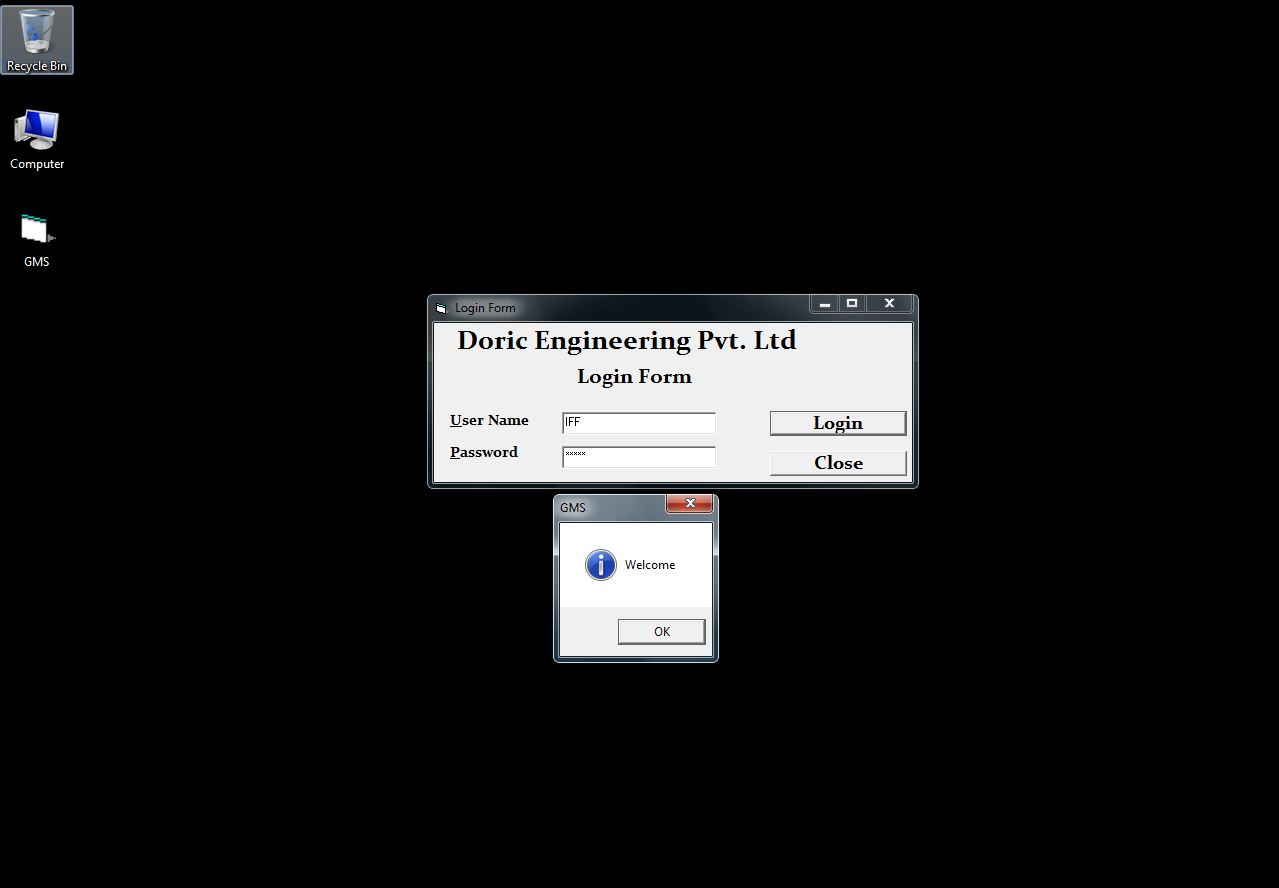 Recycle Bin
Computer
GMS
Login Form
Doric Engineering Pvt. Ltd
Login Form
User Name
IFF
Login
Password
xxxxx
Close
GMS
Welcome
OK